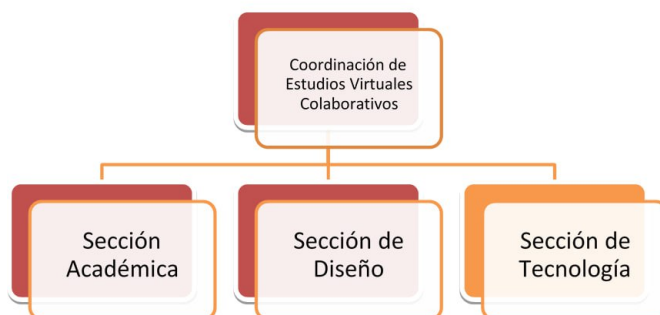 Coordinación de
Estudios Virtuales
Colaborativos
Sección
Académica
Sección de
Diseño
Sección de
Tecnología